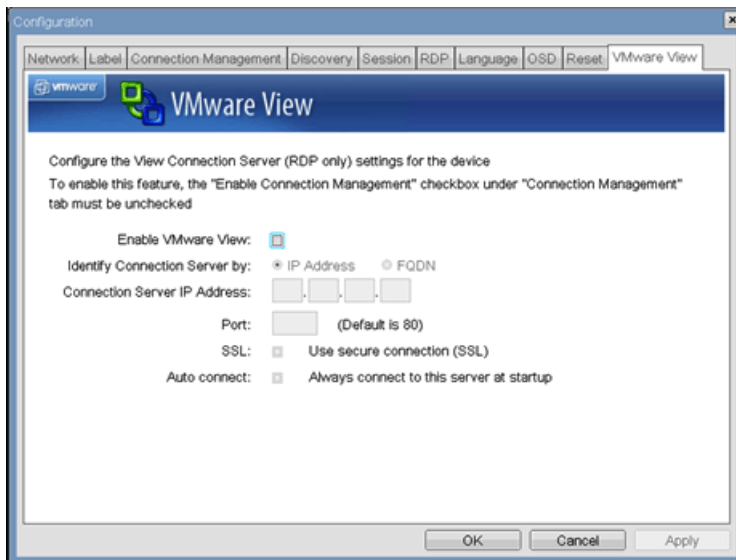 Configuration
Network Label Connection Management Discovery Session RDP Language OSD Reset VMware View
vmware
VMware View
Configure the View Connection Server (RDP only) settings for the device
To enable this feature, the "Enable Connection Management" checkbox under "Connection Management"
tab must be unchecked
Enable VMware View:
Identify Connection Server by: IP Address FQDN
Connection Server IP Address: . . .
Port: (Default is 80)
SSL: Use secure connection (SSL)
Auto connect: Always connect to this server at startup
OK Cancel Apply